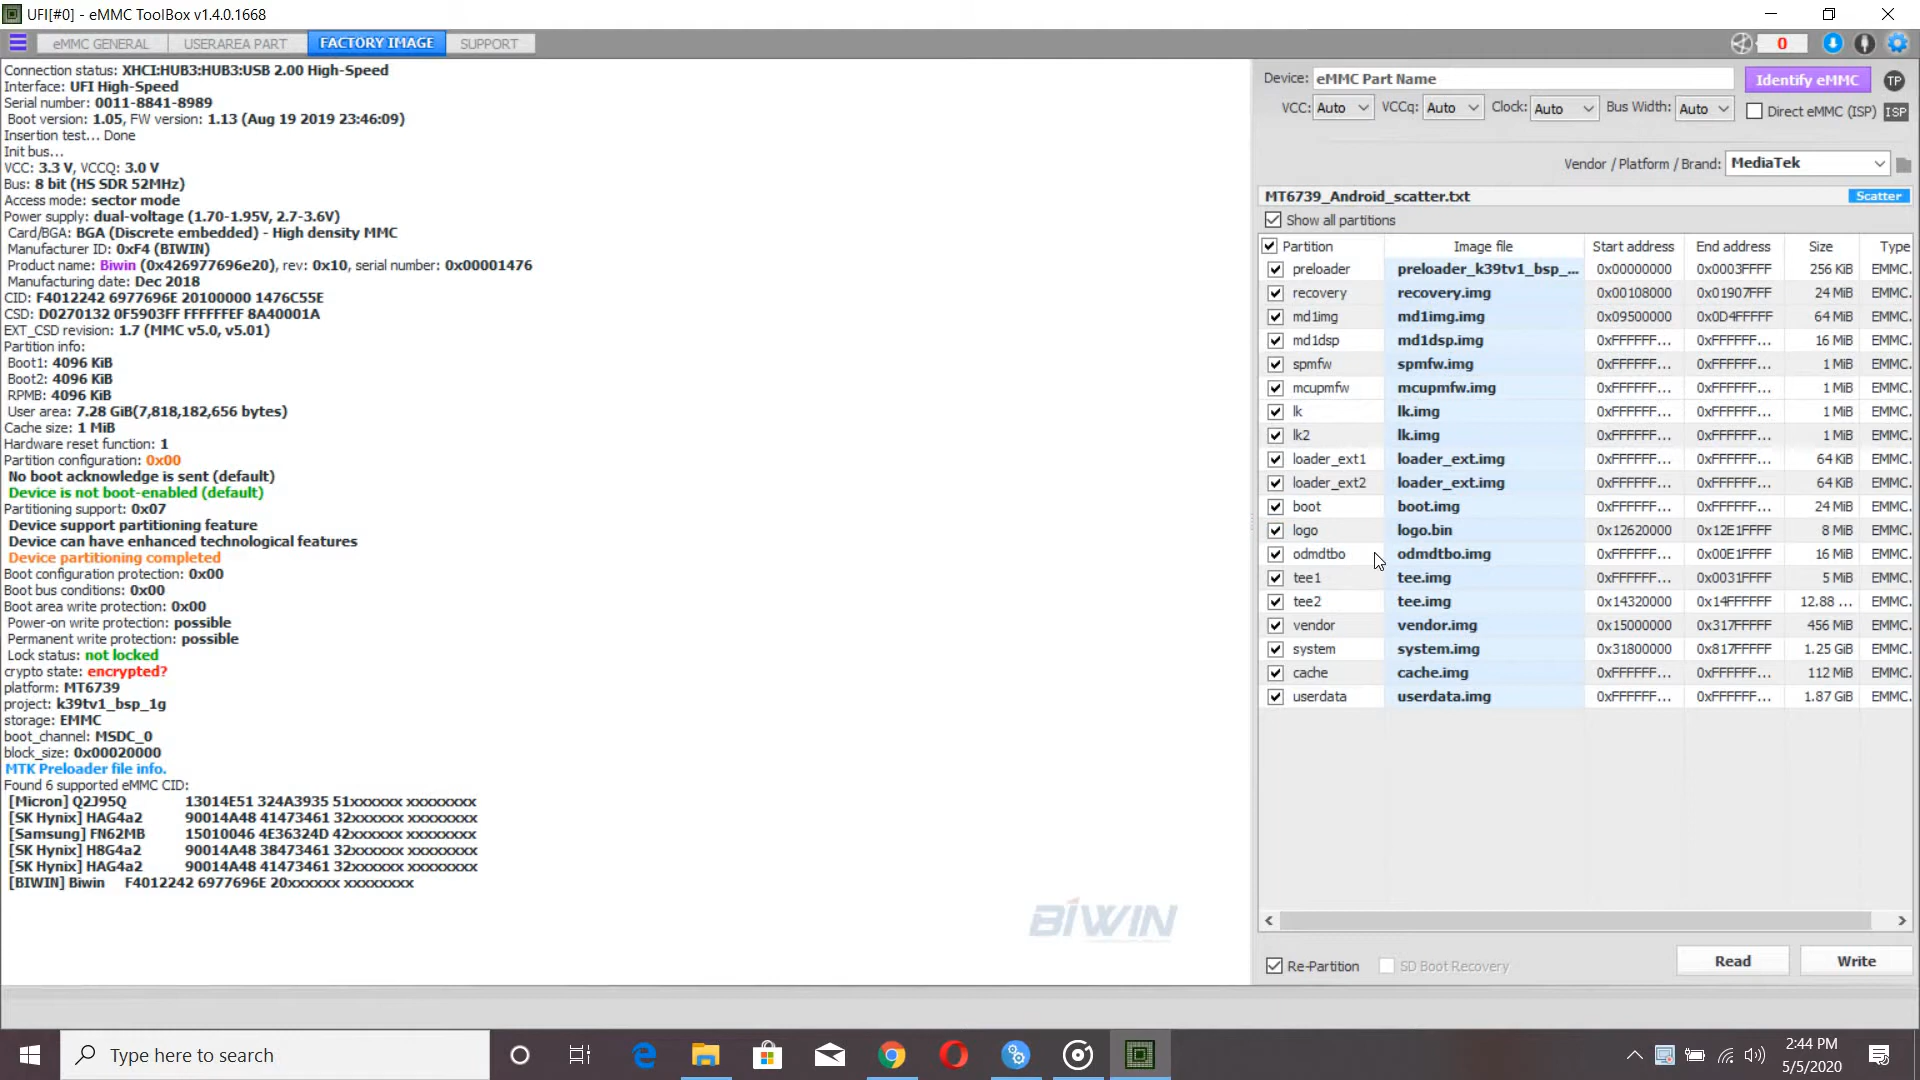 UFI[#0] - eMMC ToolBox v1.4.0.1668
eMMC GENERAL USERAREA PART FACTORY IMAGE SUPPORT 0
Connection status: XHCI:HUB3:HUB3:USB 2.00 High-Speed
Interface: UFI High-Speed
Serial number: 0011-8841-8989
Boot version: 1.05, FW version: 1.13 (Aug 19 2019 23:46:09)
Insertion test... Done
Init bus...
VCC: 3.3 V, VCCQ: 3.0 V
Bus: 8 bit (HS SDR 52MHz)
Access mode: sector mode
Power supply: dual-voltage (1.70-1.95V, 2.7-3.6V)
Card/BGA: BGA (Discrete embedded) - High density MMC
Manufacturer ID: 0xF4 (BIWIN)
Product name: Biwin (0x426977696e20), rev: 0x10, serial number: 0x00001476
Manufacturing date: Dec 2018
CID: F4012242 6977696E 20100000 1476C55E
CSD: D0270132 0F5903FF FFFFFFEF 8A40001A
EXT_CSD revision: 1.7 (MMC v5.0, v5.01)
Partition info:
Boot1: 4096 KiB
Boot2: 4096 KiB
RPMB: 4096 KiB
User area: 7.28 GiB(7,818,182,656 bytes)
Cache size: 1 MiB
Hardware reset function: 1
Partition configuration: 0x00
No boot acknowledge is sent (default)
Device is not boot-enabled (default)
Partitioning support: 0x07
Device support partitioning feature
Device can have enhanced technological features
Device partitioning completed
Boot configuration protection: 0x00
Boot bus conditions: 0x00
Boot area write protection: 0x00
Power-on write protection: possible
Permanent write protection: possible
Lock status: not locked
crypto state: encrypted?
platform: MT6739
project: k39tv1_bsp_1g
storage: EMMC
boot_channel: MSDC_0
block_size: 0x00020000
MTK Preloader file info.
Found 6 supported eMMC CID:
[Micron] Q2J95Q 13014E51 324A3935 51xxxxxx xxxxxxxx
[SK Hynix] HAG4a2 90014A48 41473461 32xxxxxx xxxxxxxx
[Samsung] FN62MB 15010046 4E36324D 42xxxxxx xxxxxxxx
[SK Hynix] H8G4a2 90014A48 38473461 32xxxxxx xxxxxxxx
[SK Hynix] HAG4a2 90014A48 41473461 32xxxxxx xxxxxxxx
[BIWIN] Biwin F4012242 6977696E 20xxxxxx xxxxxxxx
BIWIN
Device: eMMC Part Name Identify eMMC TP
VCC: Auto VCCq: Auto Clock: Auto Bus Width: Auto Direct eMMC (ISP) ISP
Vendor / Platform / Brand: MediaTek
MT6739_Android_scatter.txt Scatter
Show all partitions
Partition Image file Start address End address Size Type
preloader preloader_k39tv1_bsp_... 0x00000000 0x0003FFFF 256 KiB EMMC.
recovery recovery.img 0x00108000 0x01907FFF 24 MiB EMMC.
md1img md1img.img 0x09500000 0x0D4FFFFF 64 MiB EMMC.
md1dsp md1dsp.img 0xFFFFFF... 0xFFFFFF... 16 MiB EMMC.
spmfw spmfw.img 0xFFFFFF... 0xFFFFFF... 1 MiB EMMC.
mcupmfw mcupmfw.img 0xFFFFFF... 0xFFFFFF... 1 MiB EMMC.
lk lk.img 0xFFFFFF... 0xFFFFFF... 1 MiB EMMC.
lk2 lk.img 0xFFFFFF... 0xFFFFFF... 1 MiB EMMC.
loader_ext1 loader_ext.img 0xFFFFFF... 0xFFFFFF... 64 KiB EMMC.
loader_ext2 loader_ext.img 0xFFFFFF... 0xFFFFFF... 64 KiB EMMC.
boot boot.img 0xFFFFFF... 0xFFFFFF... 24 MiB EMMC.
logo logo.bin 0x12620000 0x12E1FFFF 8 MiB EMMC.
odmdtbo odmdtbo.img 0xFFFFFF... 0x00E1FFFF 16 MiB EMMC.
tee1 tee.img 0xFFFFFF... 0x0031FFFF 5 MiB EMMC.
tee2 tee.img 0x14320000 0x14FFFFFF 12.88 ... EMMC.
vendor vendor.img 0x15000000 0x317FFFFF 456 MiB EMMC.
system system.img 0x31800000 0x817FFFFF 1.25 GiB EMMC.
cache cache.img 0xFFFFFF... 0xFFFFFF... 112 MiB EMMC.
userdata userdata.img 0xFFFFFF... 0xFFFFFF... 1.87 GiB EMMC.
Re-Partition SD Boot Recovery Read Write
Type here to search
2:44 PM
5/5/2020